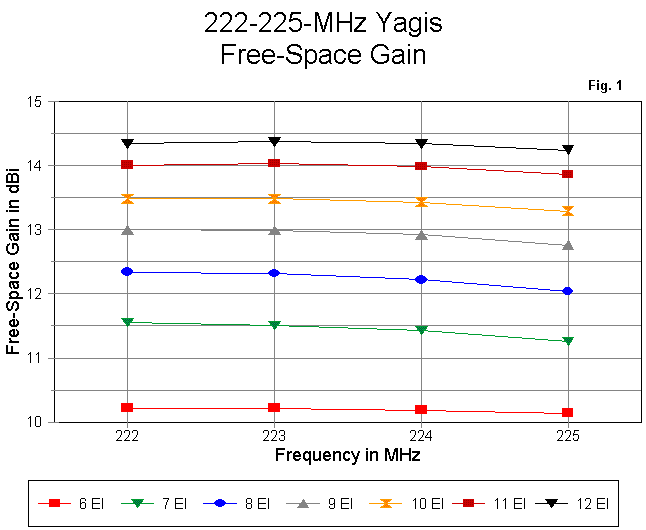 222-225-MHz Yagis
Free-Space Gain
Fig. 1
Free-Space Gain in dBi
15
14
13
12
11
10
222 223 224 225
Frequency in MHz
6 El 7 El 8 El 9 El 10 El 11 El 12 El